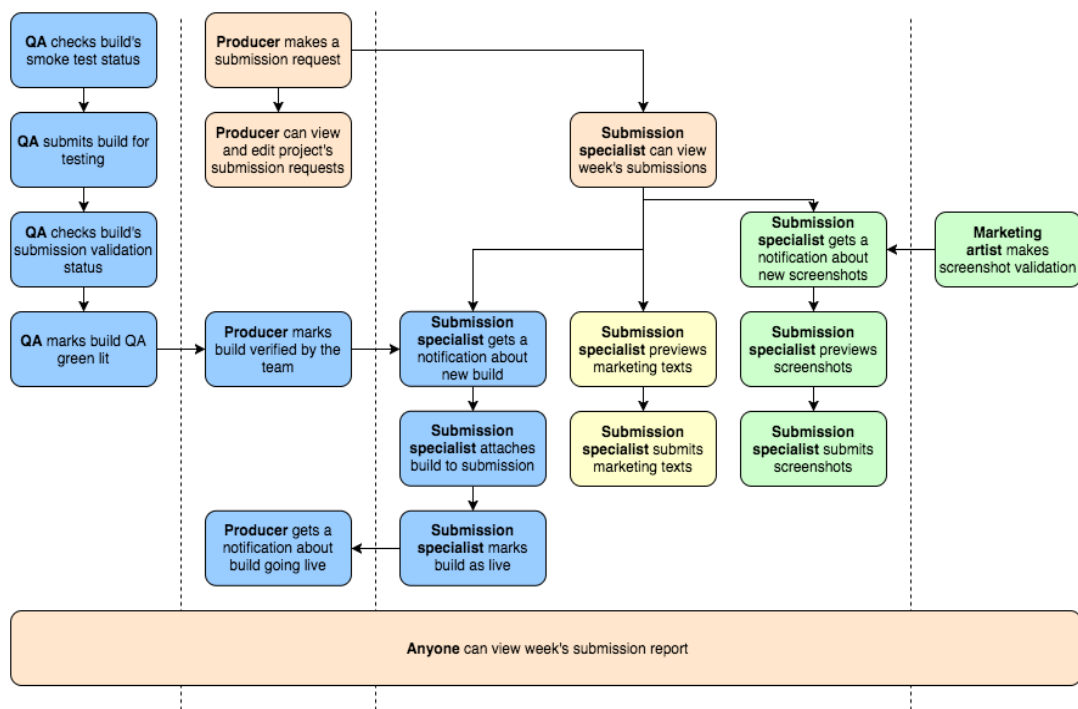 QA checks build's
smoke test status
Producer makes a
submission request
QA submits build for
testing
Producer can view
and edit project's
submission requests
Submission
specialist can view
week's submissions
QA checks build's
submission validation
status
Submission
specialist gets a
notification about
new screenshots
Marketing
artist makes
screenshot validation
QA marks build QA
green lit
Producer marks
build verified by the
team
Submission
specialist gets a
notification about
new build
Submission
specialist previews
marketing texts
Submission
specialist previews
screenshots
Submission
specialist attaches
build to submission
Submission
specialist submits
marketing texts
Submission
specialist submits
screenshots
Producer gets a
notification about
build going live
Submission
specialist marks
build as live
Anyone can view week's submission report